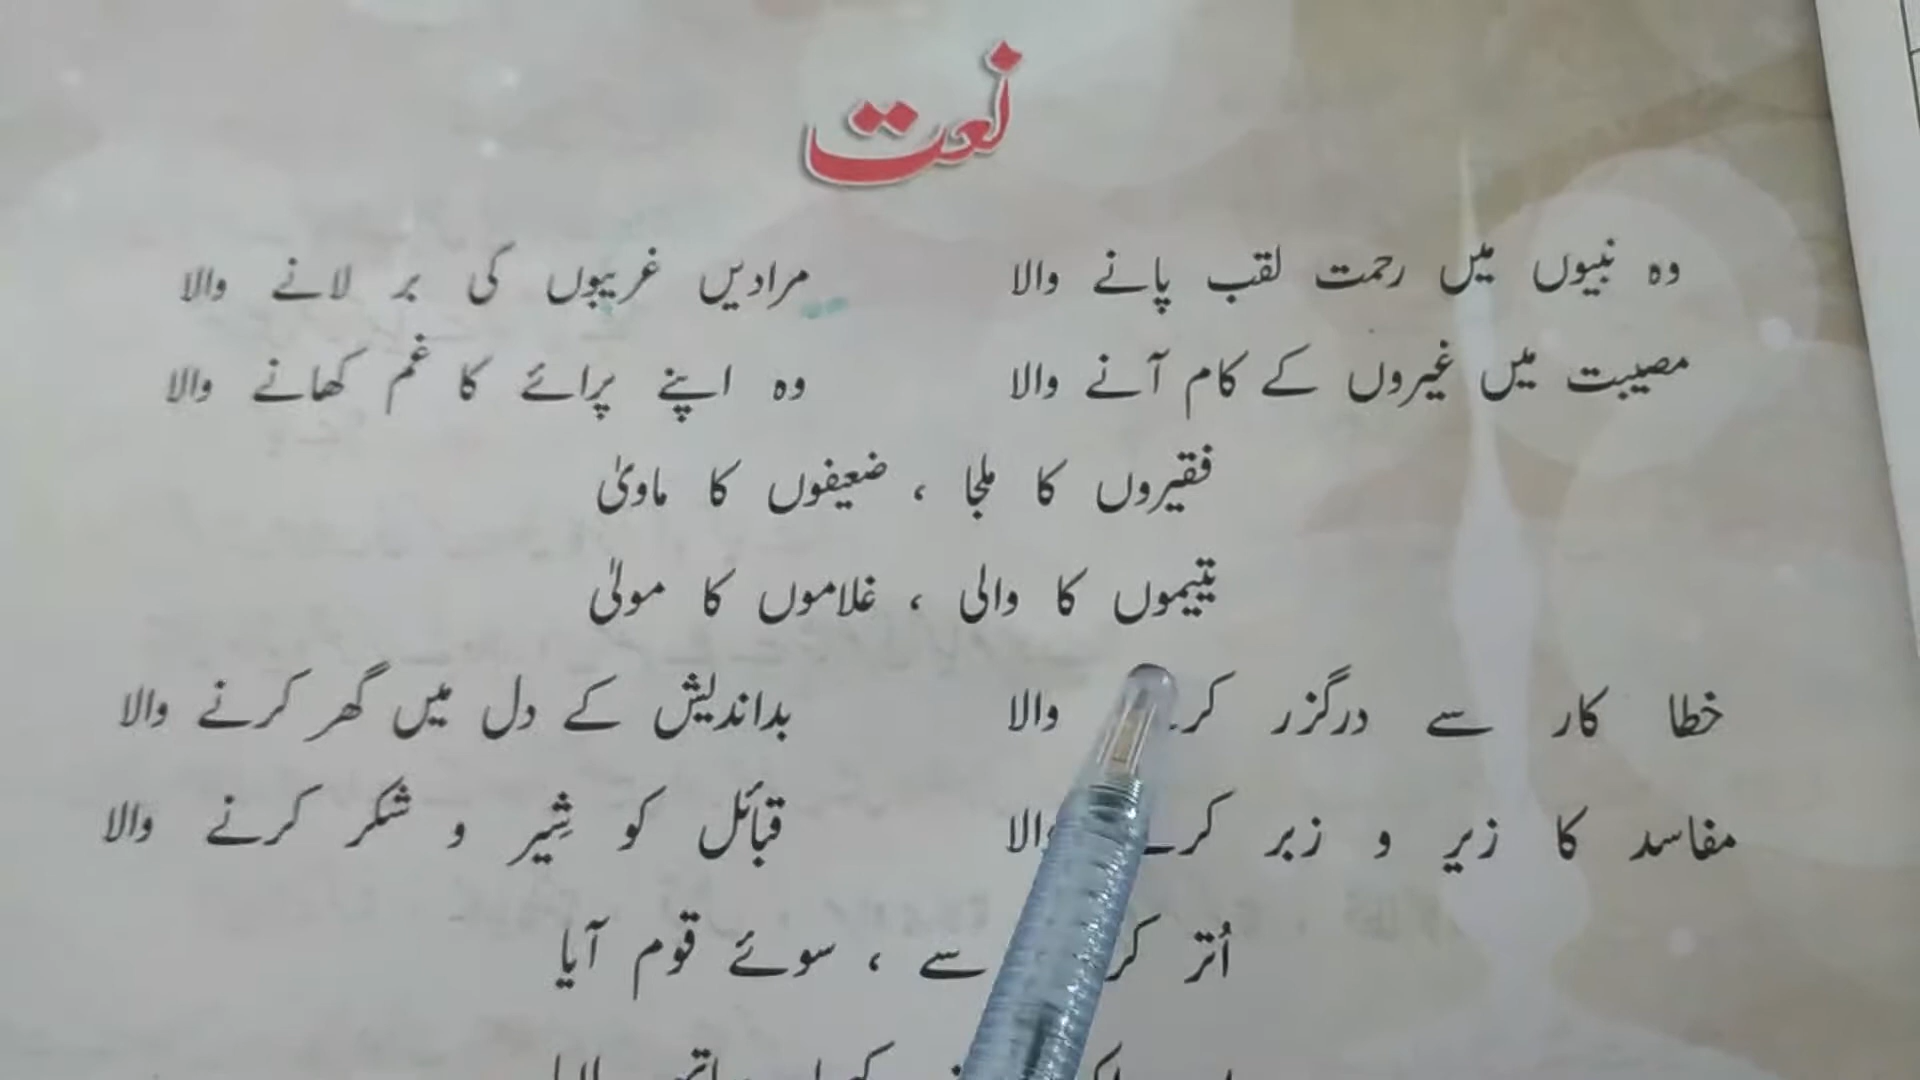 نعت
وہ نبیوں میں رحمت لقب پانے والا مرادیں غریبوں کی بر لانے والا
مصیبت میں غیروں کے کام آنے والا وہ اپنے پرائے کا غم کھانے والا
فقیروں کا ملجا ، ضعیفوں کا ماویٰ
یتیموں کا والی ، غلاموں کا مولیٰ
خطا کار سے درگزر والا بداندیش کے دل میں گھر کرنے والا
مفاسد کا زیر و زبر قبائل کو شِیر و شکر کرنے والا
اُتر کر سے ، سوئے قوم آیا